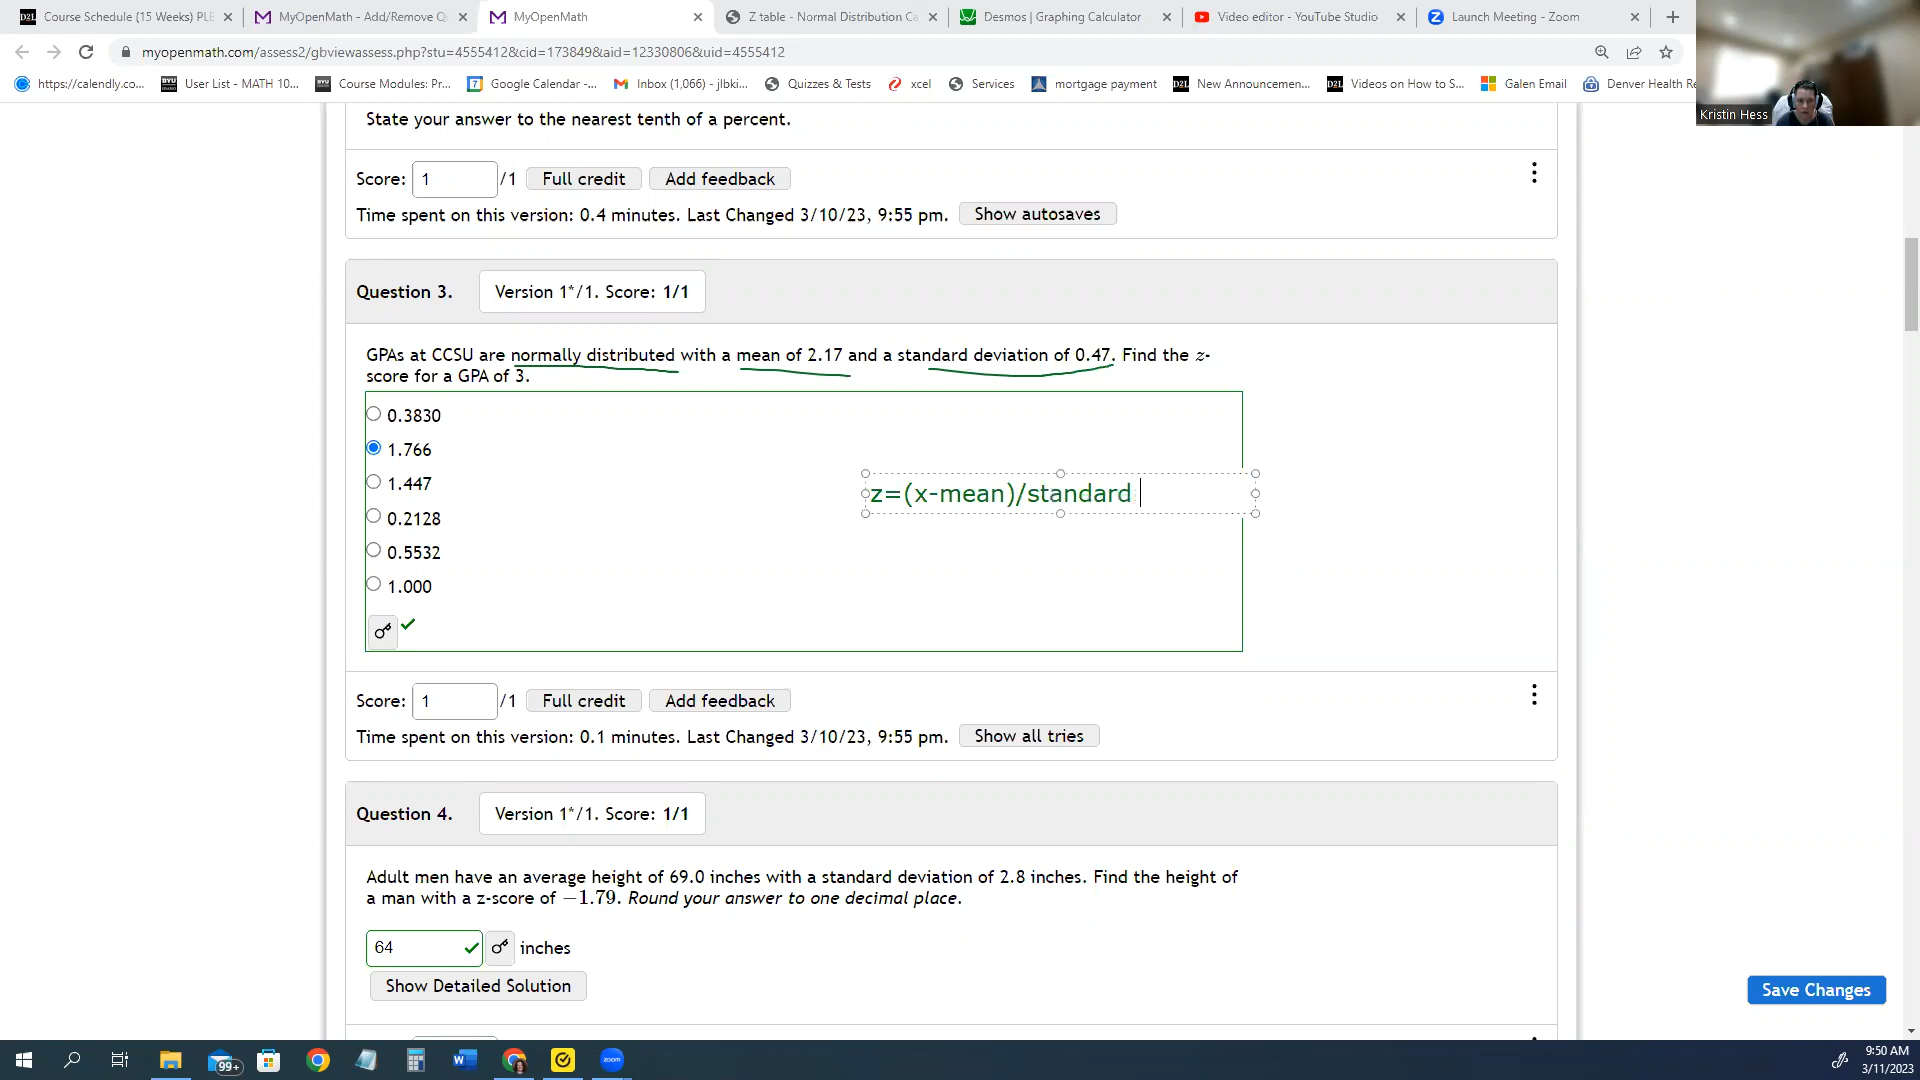 Course Schedule (15 Weeks) PLE
MyOpenMath - Add/Remove Q
MyOpenMath
Z table - Normal Distribution Ca
Desmos | Graphing Calculator
Video editor - YouTube Studio
Launch Meeting - Zoom
myopenmath.com/assess2/gbviewassess.php?stu=4555412&cid=173849&aid=12330806&uid=4555412
https://calendly.co...
User List - MATH 10...
Course Modules: Pr...
Google Calendar -...
Inbox (1,066) - jlbki...
Quizzes & Tests
xcel
Services
mortgage payment
New Announcemen...
Videos on How to S...
Galen Email
Denver Health Re
Kristin Hess
State your answer to the nearest tenth of a percent.
Score: 1 /1 Full credit Add feedback
Time spent on this version: 0.4 minutes. Last Changed 3/10/23, 9:55 pm. Show autosaves
Question 3. Version 1*/1. Score: 1/1
GPAs at CCSU are normally distributed with a mean of 2.17 and a standard deviation of 0.47. Find the z-
score for a GPA of 3.
0.3830
1.766
1.447
0.2128
0.5532
1.000
z=(x-mean)/standard
Score: 1 /1 Full credit Add feedback
Time spent on this version: 0.1 minutes. Last Changed 3/10/23, 9:55 pm. Show all tries
Question 4. Version 1*/1. Score: 1/1
Adult men have an average height of 69.0 inches with a standard deviation of 2.8 inches. Find the height of
a man with a z-score of −1.79. Round your answer to one decimal place.
64 inches
Show Detailed Solution
Save Changes
99+
zoom
9:50 AM
3/11/2023